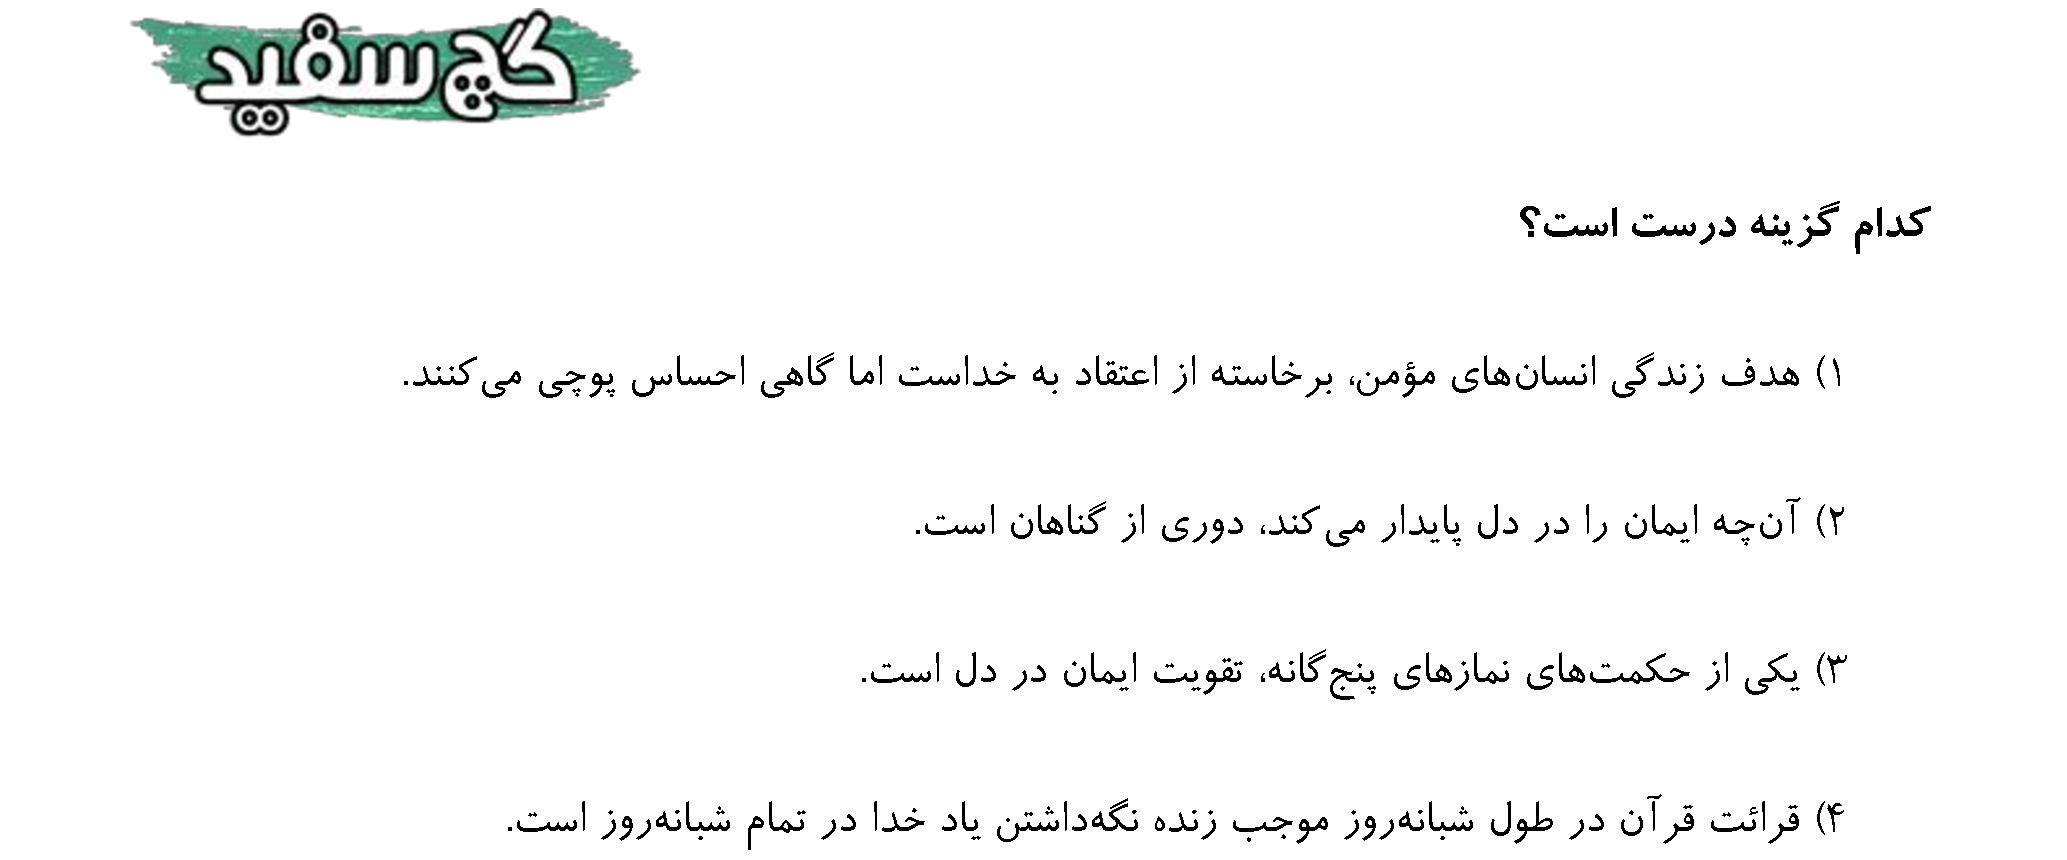 گچ سفید
کدام گزینه درست است؟
۱) هدف زندگی انسان‌های مؤمن، برخاسته از اعتقاد به خداست اما گاهی احساس پوچی می‌کنند.
۲) آن‌چه ایمان را در دل پایدار می‌کند، دوری از گناهان است.
۳) یکی از حکمت‌های نمازهای پنج‌گانه، تقویت ایمان در دل است.
۴) قرائت قرآن در طول شبانه‌روز موجب زنده نگه‌داشتن یاد خدا در تمام شبانه‌روز است.